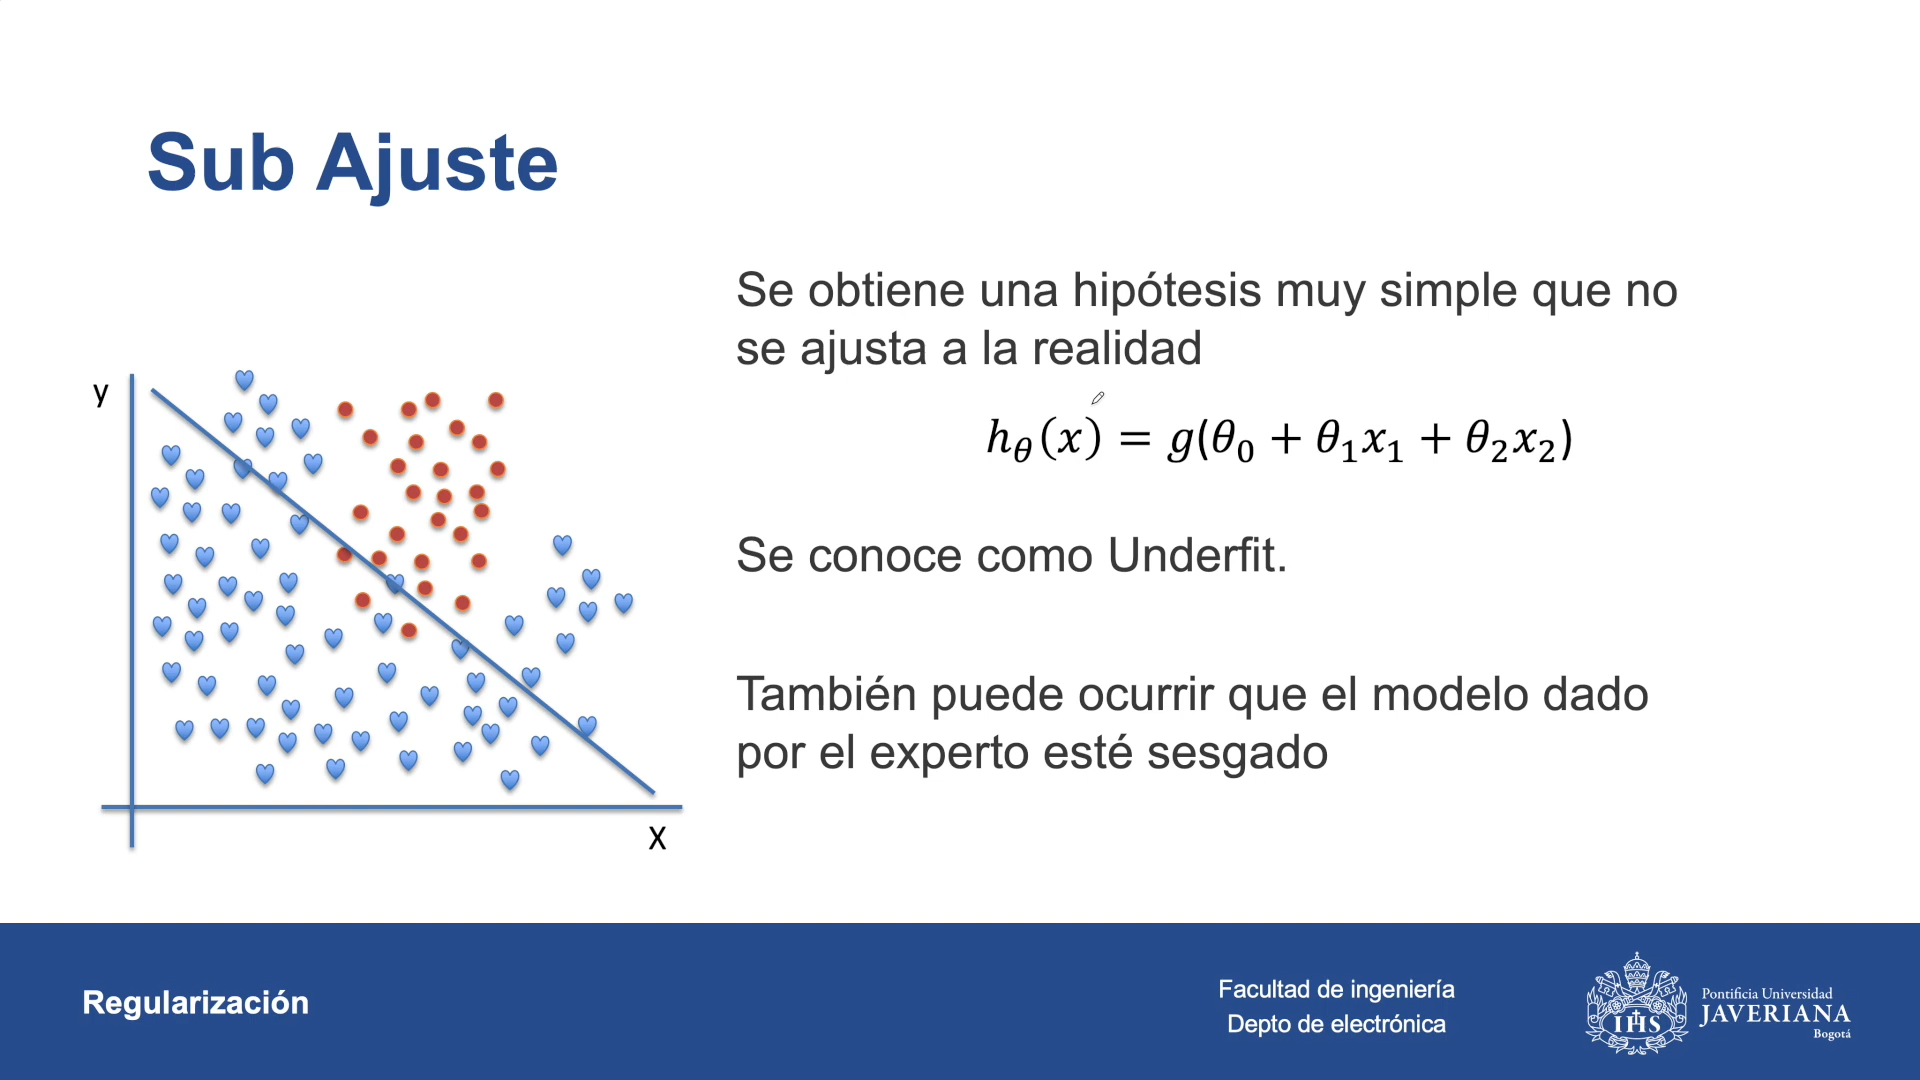 Sub Ajuste
Se obtiene una hipótesis muy simple que no
se ajusta a la realidad
y
hθ(x) = g(θ0 + θ1x1 + θ2x2)
Se conoce como Underfit.
También puede ocurrir que el modelo dado
por el experto esté sesgado
X
Regularización
Facultad de ingeniería
Depto de electrónica
IHS
Pontificia Universidad
JAVERIANA
Bogotá